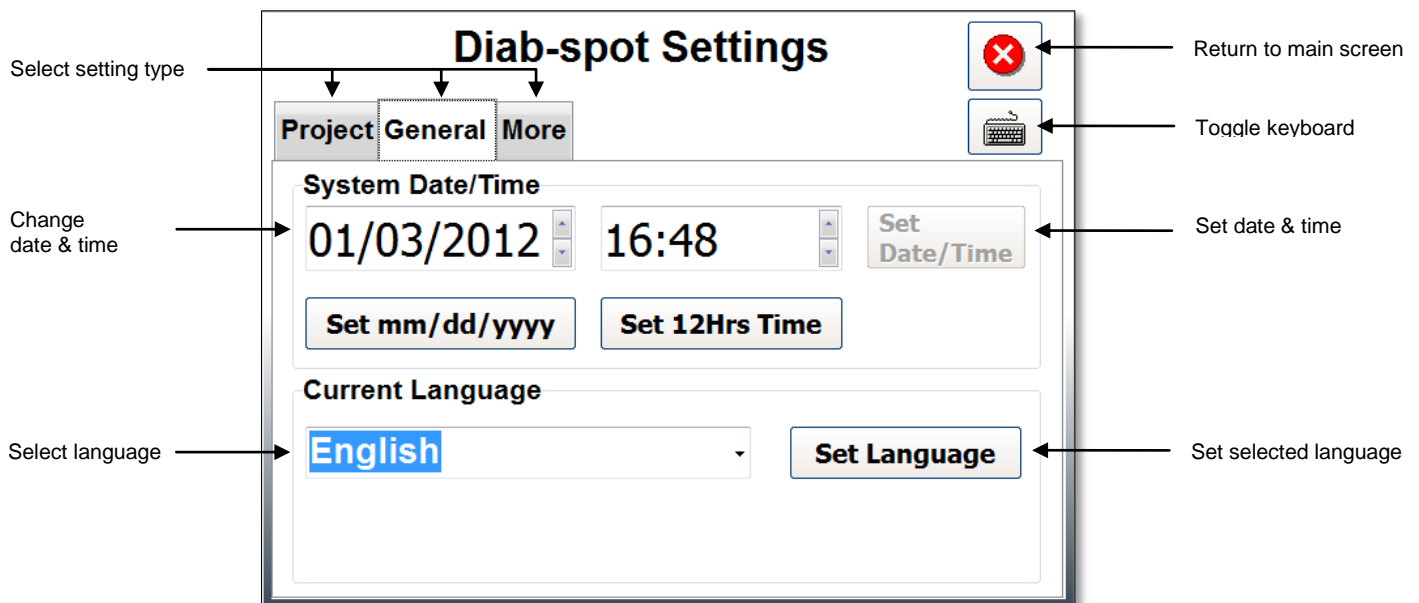 Diab-spot Settings
Return to main screen
Select setting type
Project General More
Toggle keyboard
System Date/Time
Change
date & time
01/03/2012 16:48
Set
Date/Time
Set date & time
Set mm/dd/yyyy Set 12Hrs Time
Current Language
Select language
English
Set Language
Set selected language